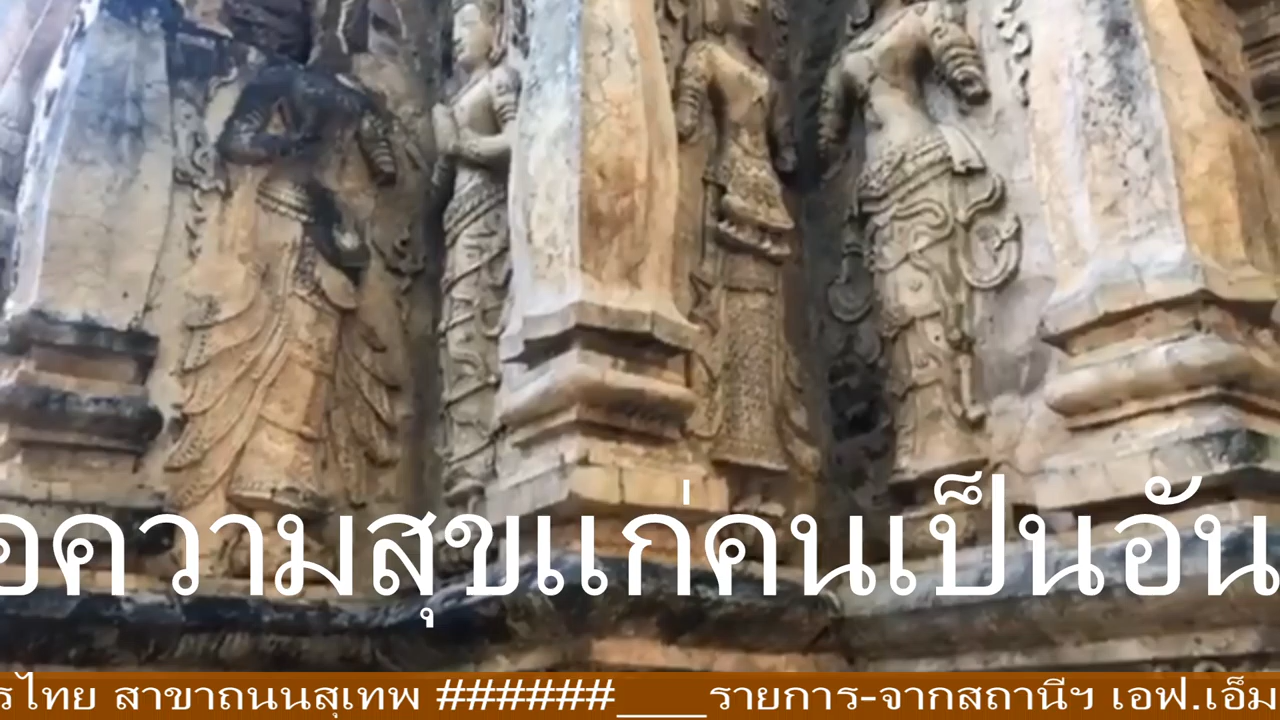 อความสุขแก่คนเป็นอัน
รไทย สาขาถนนสุเทพ ######____รายการ-จากสถานีฯ เอฟ.เอ็ม